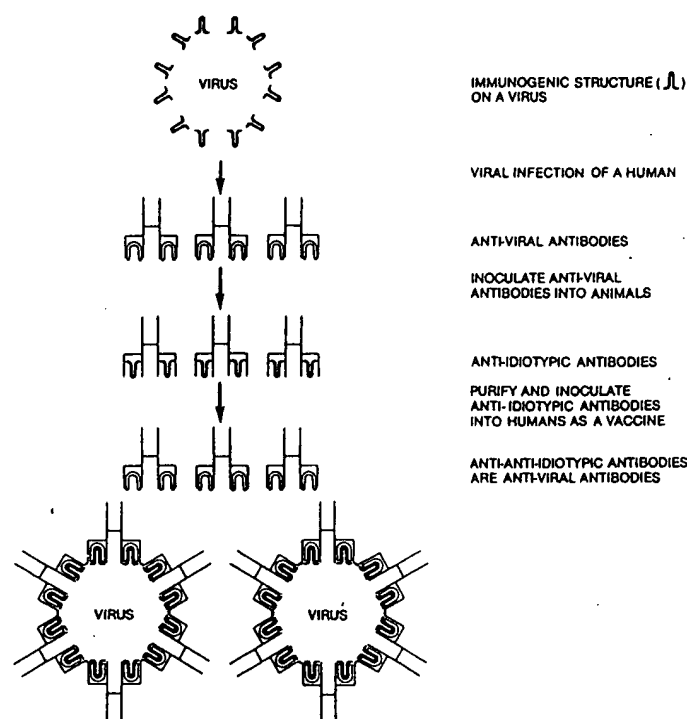 VIRUS
IMMUNOGENIC STRUCTURE ( )
ON A VIRUS
VIRAL INFECTION OF A HUMAN
ANTI-VIRAL ANTIBODIES
INOCULATE ANTI-VIRAL
ANTIBODIES INTO ANIMALS
ANTI-IDIOTYPIC ANTIBODIES
PURIFY AND INOCULATE
ANTI-IDIOTYPIC ANTIBODIES
INTO HUMANS AS A VACCINE
ANTI-ANTI-IDIOTYPIC ANTIBODIES
ARE ANTI-VIRAL ANTIBODIES
VIRUS
VIRUS